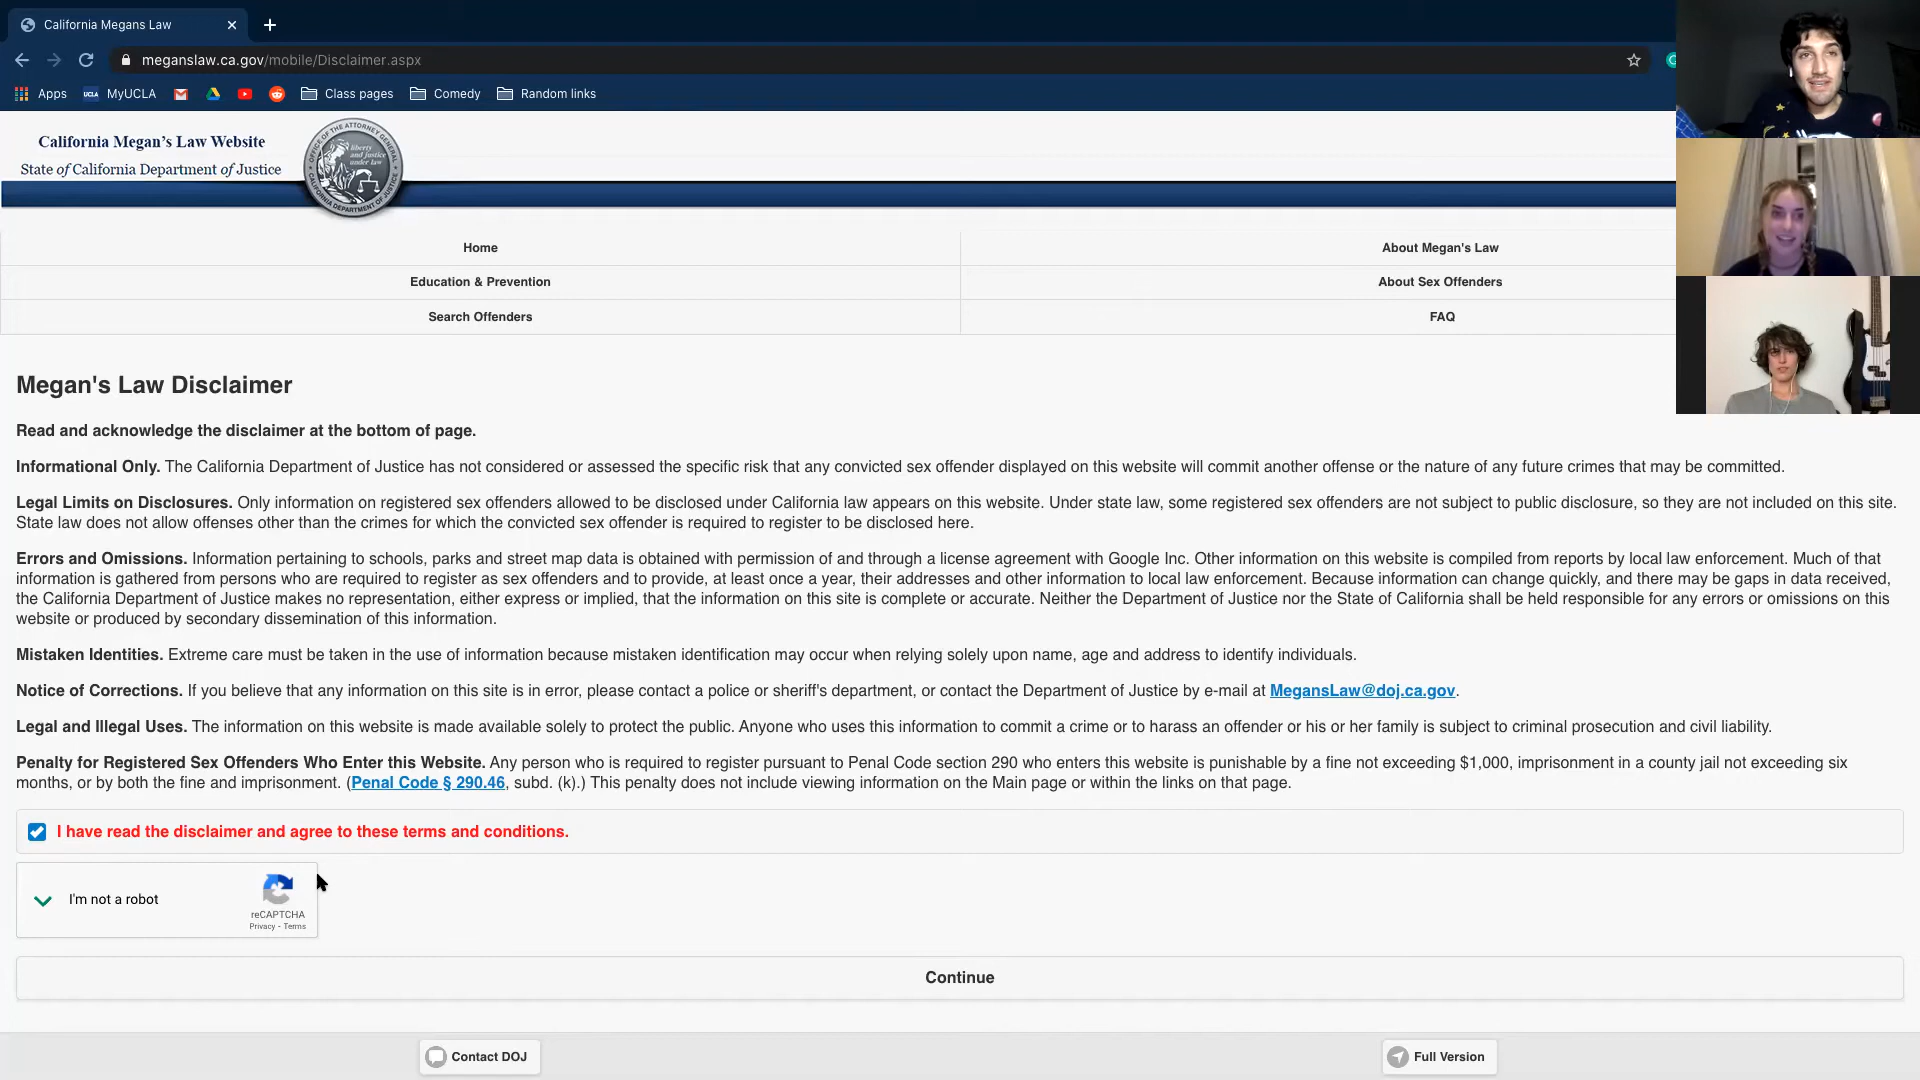 California Megans Law
meganslaw.ca.gov/mobile/Disclaimer.aspx
Apps
UCLA MyUCLA
Class pages
Comedy
Random links
California Megan's Law Website
State of California Department of Justice
OFFICE OF THE ATTORNEY GENERAL
liberty and justice under law
CALIFORNIA DEPARTMENT OF JUSTICE
Home
About Megan's Law
Education & Prevention
About Sex Offenders
Search Offenders
FAQ
Megan's Law Disclaimer
Read and acknowledge the disclaimer at the bottom of page.
Informational Only. The California Department of Justice has not considered or assessed the specific risk that any convicted sex offender displayed on this website will commit another offense or the nature of any future crimes that may be committed.
Legal Limits on Disclosures. Only information on registered sex offenders allowed to be disclosed under California law appears on this website. Under state law, some registered sex offenders are not subject to public disclosure, so they are not included on this site.
State law does not allow offenses other than the crimes for which the convicted sex offender is required to register to be disclosed here.
Errors and Omissions. Information pertaining to schools, parks and street map data is obtained with permission of and through a license agreement with Google Inc. Other information on this website is compiled from reports by local law enforcement. Much of that
information is gathered from persons who are required to register as sex offenders and to provide, at least once a year, their addresses and other information to local law enforcement. Because information can change quickly, and there may be gaps in data received,
the California Department of Justice makes no representation, either express or implied, that the information on this site is complete or accurate. Neither the Department of Justice nor the State of California shall be held responsible for any errors or omissions on this
website or produced by secondary dissemination of this information.
Mistaken Identities. Extreme care must be taken in the use of information because mistaken identification may occur when relying solely upon name, age and address to identify individuals.
Notice of Corrections. If you believe that any information on this site is in error, please contact a police or sheriff's department, or contact the Department of Justice by e-mail at MegansLaw@doj.ca.gov.
Legal and Illegal Uses. The information on this website is made available solely to protect the public. Anyone who uses this information to commit a crime or to harass an offender or his or her family is subject to criminal prosecution and civil liability.
Penalty for Registered Sex Offenders Who Enter this Website. Any person who is required to register pursuant to Penal Code section 290 who enters this website is punishable by a fine not exceeding $1,000, imprisonment in a county jail not exceeding six
months, or by both the fine and imprisonment. (Penal Code § 290.46, subd. (k).) This penalty does not include viewing information on the Main page or within the links on that page.
I have read the disclaimer and agree to these terms and conditions.
I'm not a robot
reCAPTCHA
Privacy - Terms
Continue
Contact DOJ
Full Version